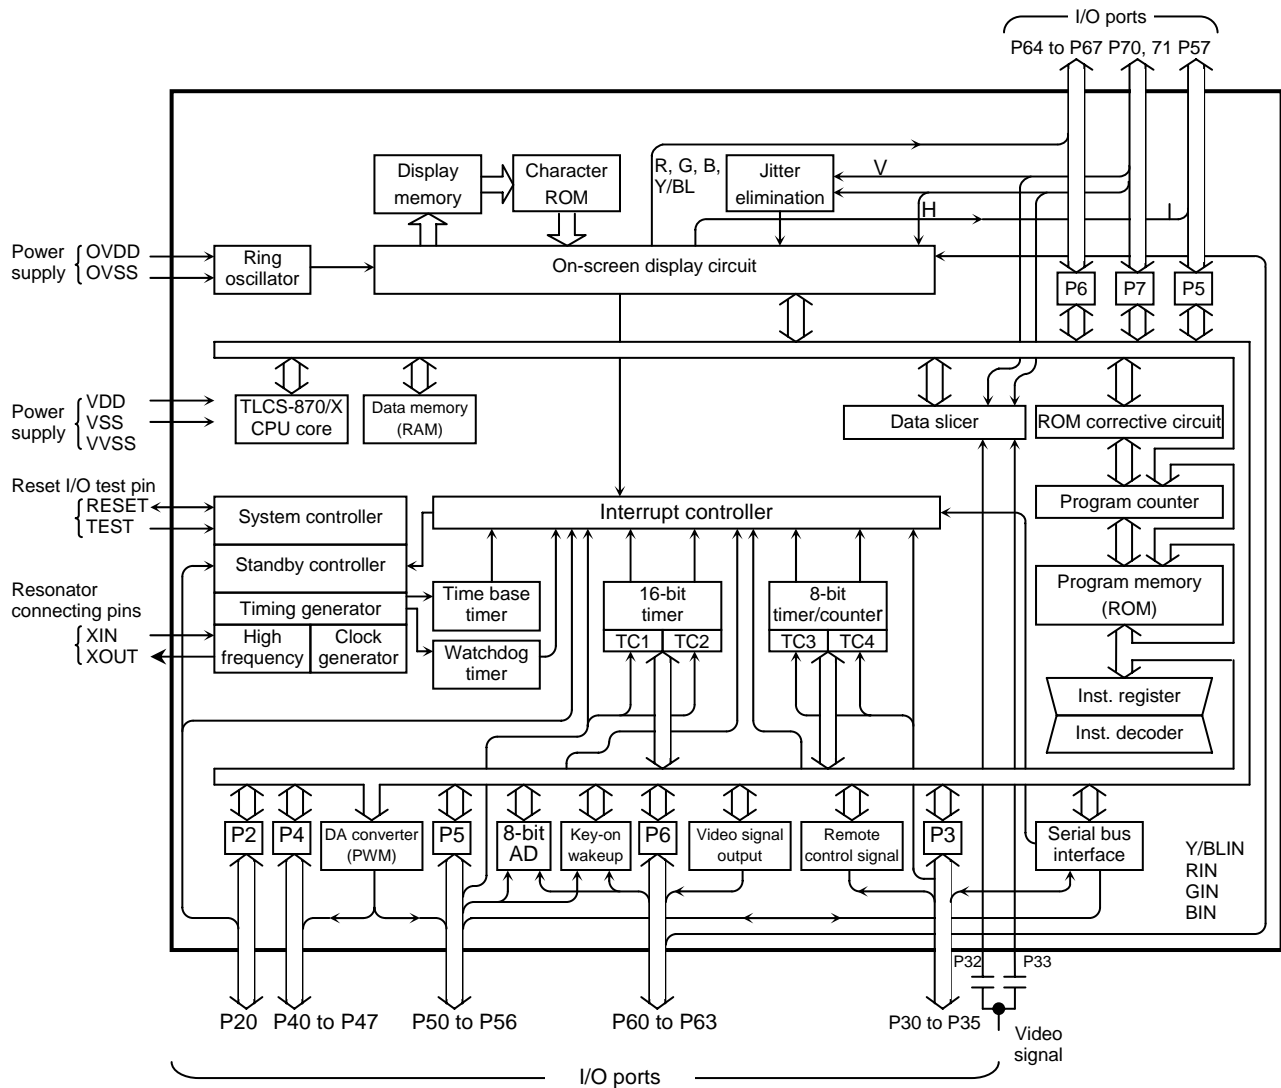 I/O ports
P64 to P67 P70, 71 P57
Display
memory
Character
ROM
R, G, B,
Y/BL
Jitter
elimination
V
H
I
Power
supply
OVDD
OVSS
Ring
oscillator
On-screen display circuit
P6
P7
P5
Power
supply
VDD
VSS
VVSS
TLCS-870/X
CPU core
Data memory
(RAM)
Data slicer
ROM corrective circuit
Reset I/O test pin
RESET
TEST
System controller
Interrupt controller
Program counter
Standby controller
Resonator
connecting pins
XIN
XOUT
Timing generator
High
frequency
Clock
generator
Time base
timer
Watchdog
timer
16-bit
timer
TC1
TC2
8-bit
timer/counter
TC3
TC4
Program memory
(ROM)
Inst. register
Inst. decoder
P2
P4
DA converter
(PWM)
P5
8-bit
AD
Key-on
wakeup
P6
Video signal
output
Remote
control signal
P3
Serial bus
interface
Y/BLIN
RIN
GIN
BIN
P32
P33
P20
P40 to P47
P50 to P56
P60 to P63
P30 to P35
Video
signal
I/O ports